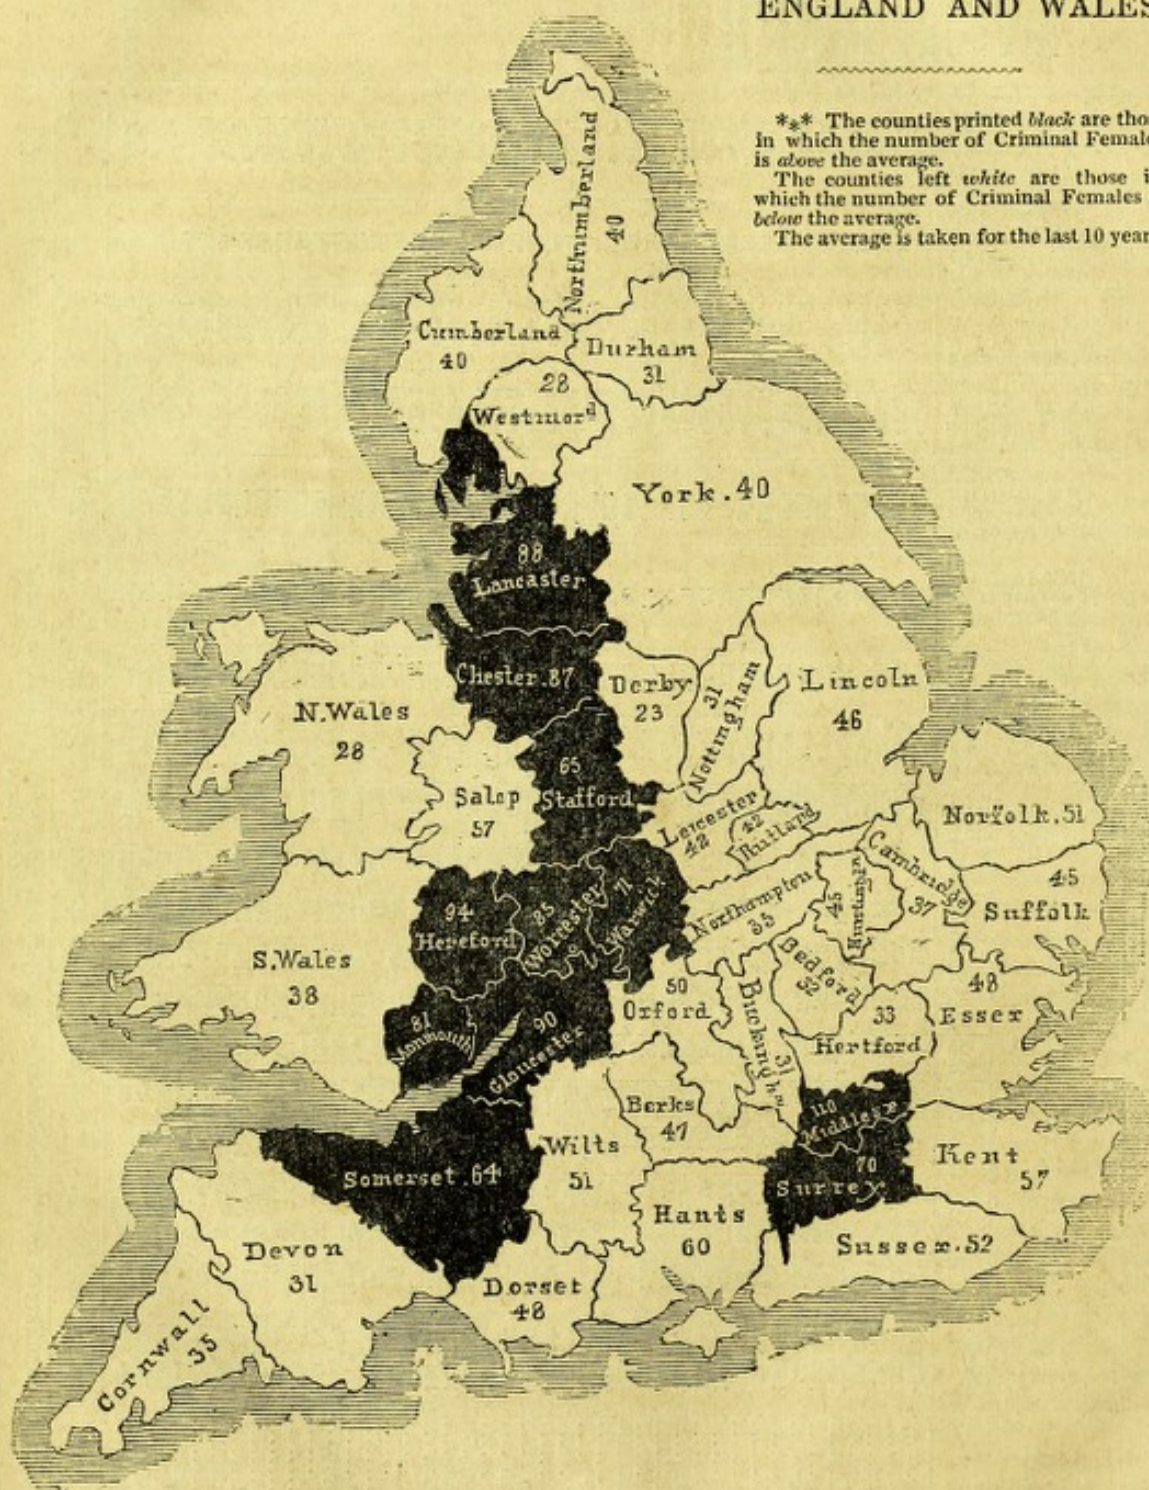 ENGLAND AND WALES
*** The counties printed black are tho
in which the number of Criminal Femal
is above the average.
The counties left white are those i
which the number of Criminal Females
below the average.
The average is taken for the last 10 year
Northumberland
40
Cumberland
40
Durham
31
28
Westmord
York. 40
88
Lancaster
Chester. 87
Derby
23
31
Nottingham
Lincoln
46
N. Wales
28
Salop
57
65
Stafford
Leicester
42
42
Rutland
Norfolk. 51
94
Hereford
85
Worcester
71
Warwick
Northampton
35
45
Cambridge
37
45
Suffolk
S. Wales
38
81
Monmouth
90
Gloucester
50
Oxford
Buckinghm
31
Bedford
32
33
Hertford
48
Essex
Berks
47
110
Middlesex
70
Surrey
Kent
57
Somerset. 64
Wilts
51
Hants
60
Sussex. 52
Devon
31
Dorset
48
Cornwall
35